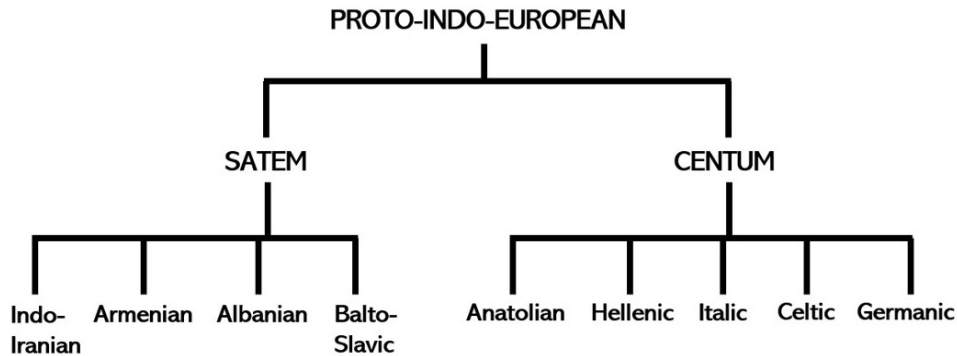 PROTO-INDO-EUROPEAN
SATEM CENTUM
Indo- Armenian Albanian Balto- Anatolian Hellenic Italic Celtic Germanic
Iranian Slavic